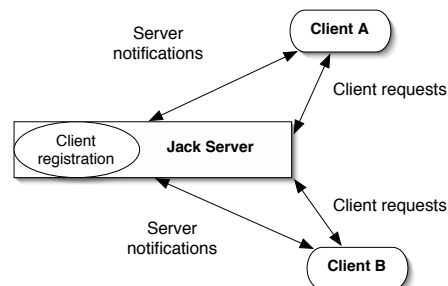 Server
notifications
Client A
Client requests
Client
registration
Jack Server
Client requests
Server
notifications
Client B